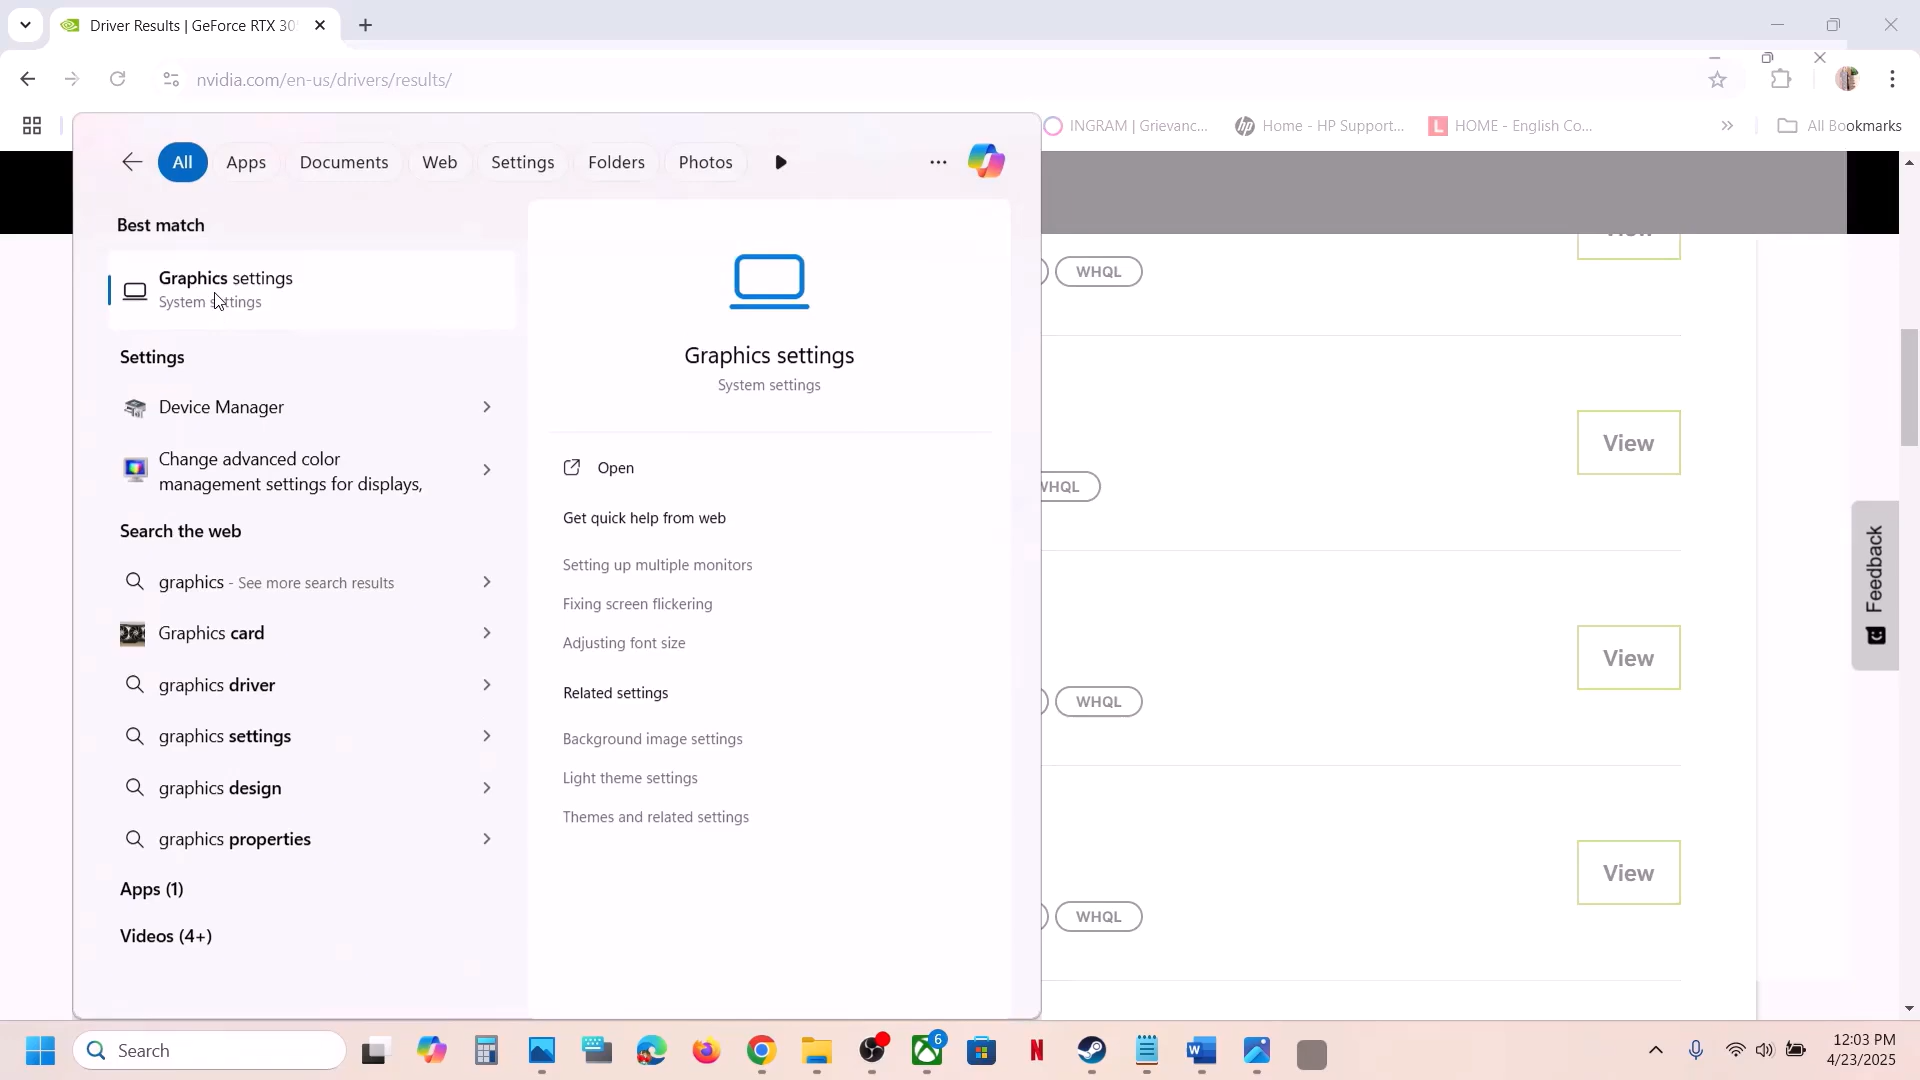 Driver Results | GeForce RTX 30
nvidia.com/en-us/drivers/results/
INGRAM | Grievanc...
Home - HP Support...
HOME - English Co...
All Bookmarks
All
Apps
Documents
Web
Settings
Folders
Photos
Best match
Graphics settings
System settings
Settings
Device Manager
Change advanced color
management settings for displays,
Search the web
graphics - See more search results
Graphics card
graphics driver
graphics settings
graphics design
graphics properties
Apps (1)
Videos (4+)
Graphics settings
System settings
Open
Get quick help from web
Setting up multiple monitors
Fixing screen flickering
Adjusting font size
Related settings
Background image settings
Light theme settings
Themes and related settings
WHQL
View
WHQL
View
WHQL
View
WHQL
Feedback
Search
6
12:03 PM
4/23/2025